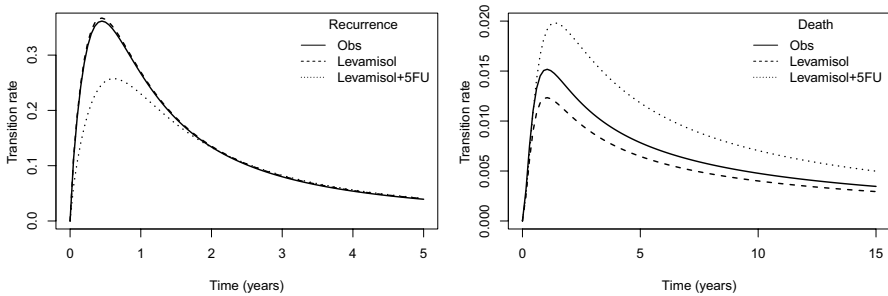 Recurrence
Obs
Levamisol
Levamisol+5FU
Transition rate
0.0
0.1
0.2
0.3
0 1 2 3 4 5
Time (years)
Death
Obs
Levamisol
Levamisol+5FU
Transition rate
0.000
0.005
0.010
0.015
0.020
0 5 10 15
Time (years)